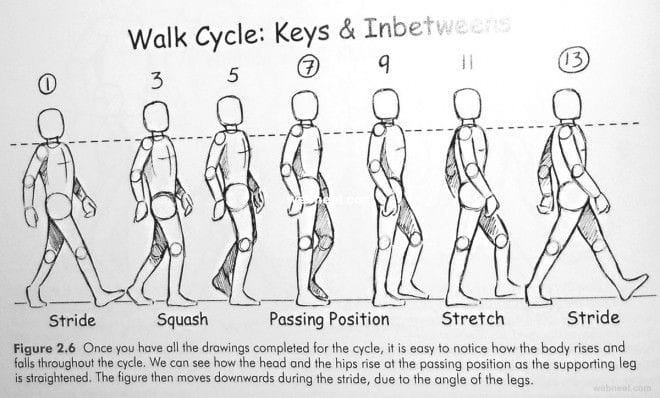 Walk Cycle: Keys & Inbetweens
1 3 5 7 9 11 13
webneel.com
Stride Squash Passing Position Stretch Stride
Figure 2.6 Once you have all the drawings completed for the cycle, it is easy to notice how the body rises and
falls throughout the cycle. We can see how the head and the hips rise at the passing position as the supporting leg
is straightened. The figure then moves downwards during the stride, due to the angle of the legs.
webneel.com